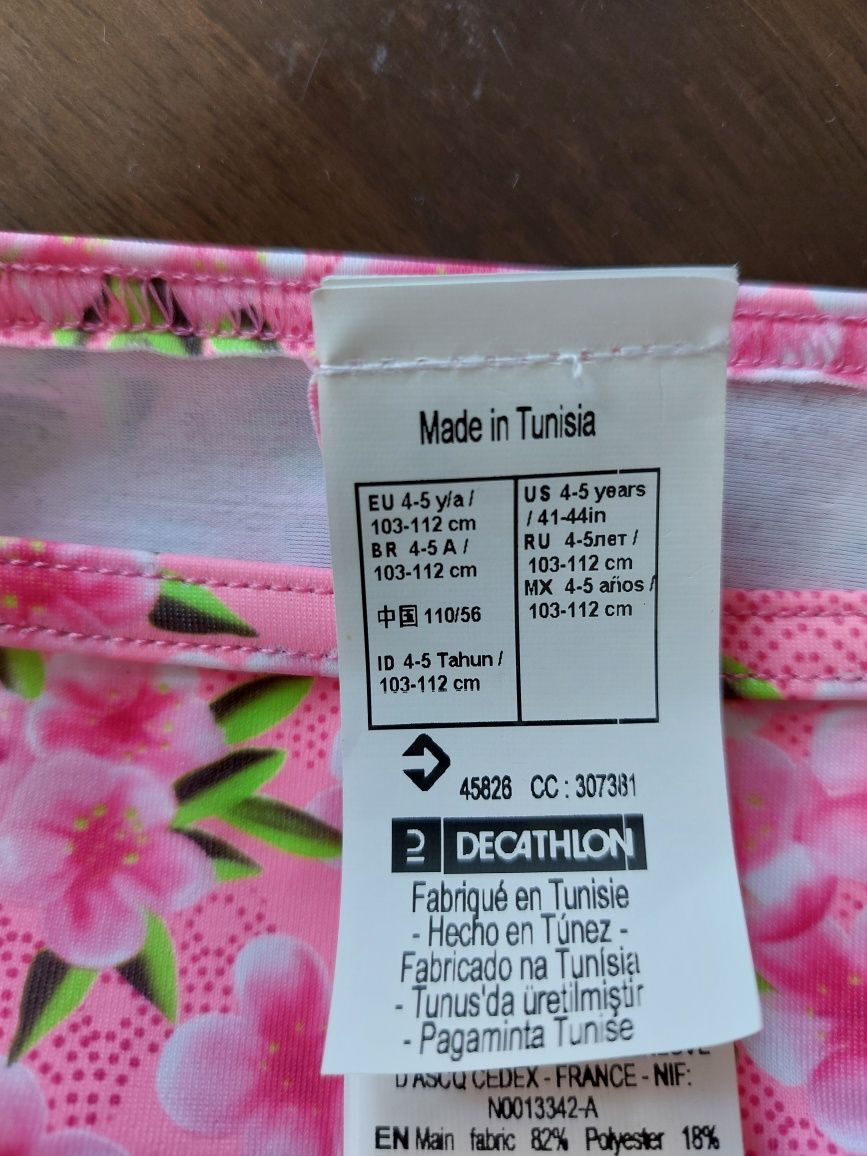 Made in Tunisia
EU 4-5 y/a /
103-112 cm
BR 4-5 A /
103-112 cm
中国 110/56
ID 4-5 Tahun /
103-112 cm
US 4-5 years
/ 41-44in
RU 4-5лет /
103-112 cm
MX 4-5 años /
103-112 cm
45826 CC : 307381
DECATHLON
Fabriqué en Tunisie
- Hecho en Túnez -
Fabricado na Tunísia
- Tunus'da üretilmiştir
- Pagaminta Tunise
D'ASCQ CEDEX - FRANCE - NIF:
N0013342-A
EN Main fabric 82% Polyester 18%